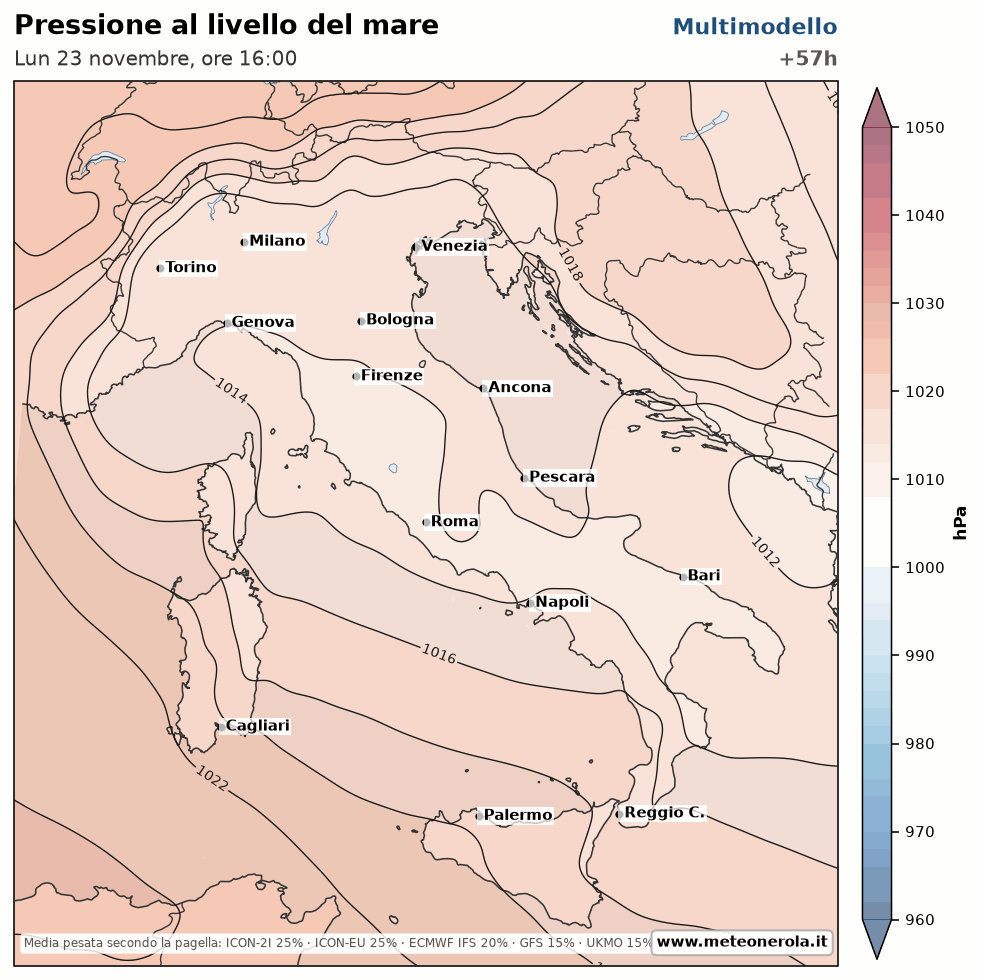 Pressione al livello del mare
Multimodello
Lun 23 novembre, ore 16:00
+57h
1050
1040
1030
1020
1010
1000
990
980
970
960
hPa
Milano
Venezia
Torino
1018
Genova
Bologna
Firenze
1014
Ancona
Pescara
Roma
1012
Bari
Napoli
1016
Cagliari
1022
Palermo
Reggio C.
Media pesata secondo la pagella: ICON-2I 25% · ICON-EU 25% · ECMWF IFS 20% · GFS 15% · UKMO 15%
www.meteonerola.it